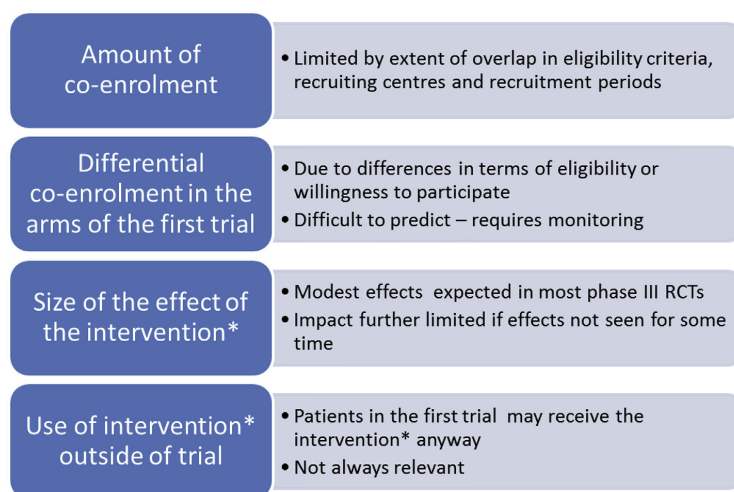 Amount of
co-enrolment
• Limited by extent of overlap in eligibility criteria,
recruiting centres and recruitment periods
Differential
co-enrolment in the
arms of the first trial
• Due to differences in terms of eligibility or
willingness to participate
• Difficult to predict – requires monitoring
Size of the effect of
the intervention*
• Modest effects expected in most phase III RCTs
• Impact further limited if effects not seen for some
time
Use of intervention*
outside of trial
• Patients in the first trial may receive the
intervention* anyway
• Not always relevant